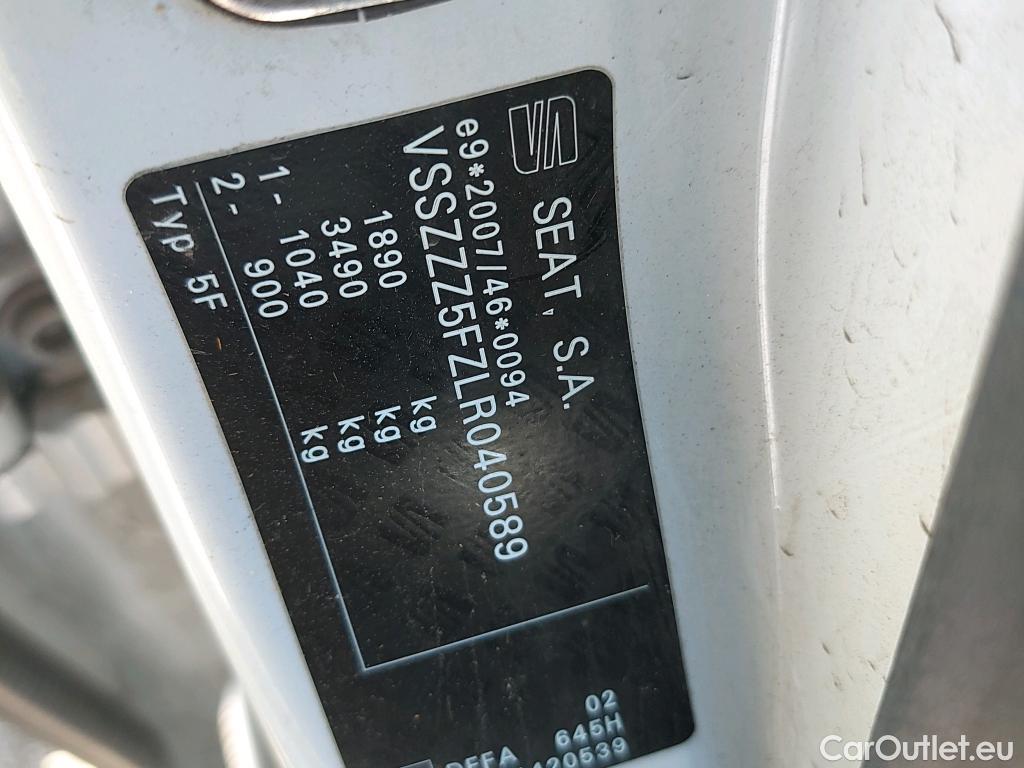 SEAT, S.A.
e9*2007/46*0094
VSSZZZ5FZLR040589
1890 kg
3490 kg
1- 1040 kg
2- 900 kg
Typ 5F
02
645H
DFFA
420539
CarOutlet.eu